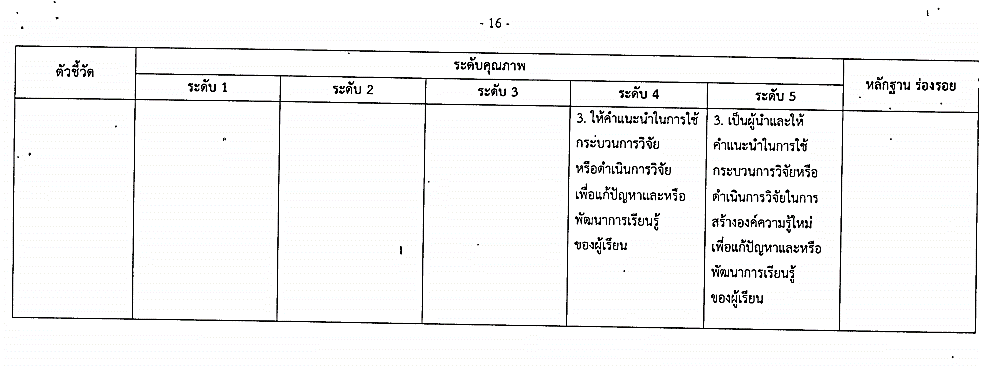 - 16 -
ตัวชี้วัด
ระดับคุณภาพ
หลักฐาน ร่องรอย
ระดับ 1
ระดับ 2
ระดับ 3
ระดับ 4
ระดับ 5
3. ให้คำแนะนำในการใช้
กระบวนการวิจัย
หรือดำเนินการวิจัย
เพื่อแก้ปัญหาและหรือ
พัฒนาการเรียนรู้
ของผู้เรียน
3. เป็นผู้นำและให้
คำแนะนำในการใช้
กระบวนการวิจัยหรือ
ดำเนินการวิจัยในการ
สร้างองค์ความรู้ใหม่
เพื่อแก้ปัญหาและหรือ
พัฒนาการเรียนรู้
ของผู้เรียน